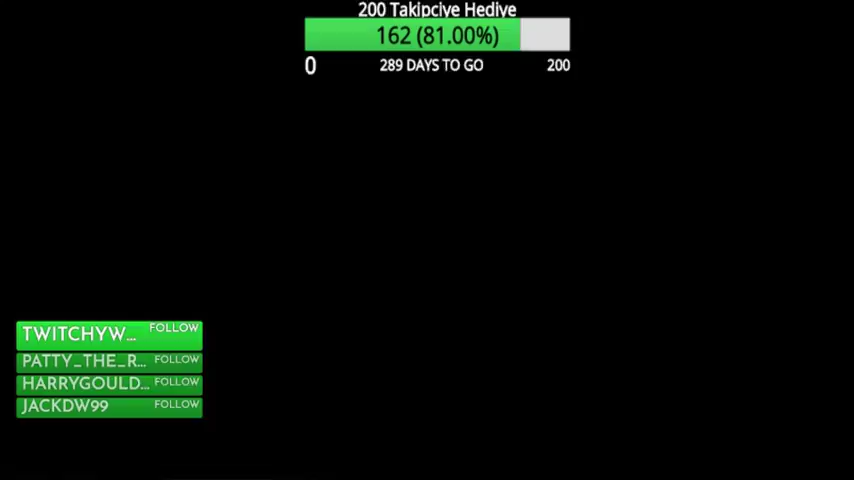 200 Takipciye Hediye
162 (81.00%)
0 289 DAYS TO GO 200
TWITCHYW... FOLLOW
PATTY_THE_R... FOLLOW
HARRYGOULD... FOLLOW
JACKDW99 FOLLOW